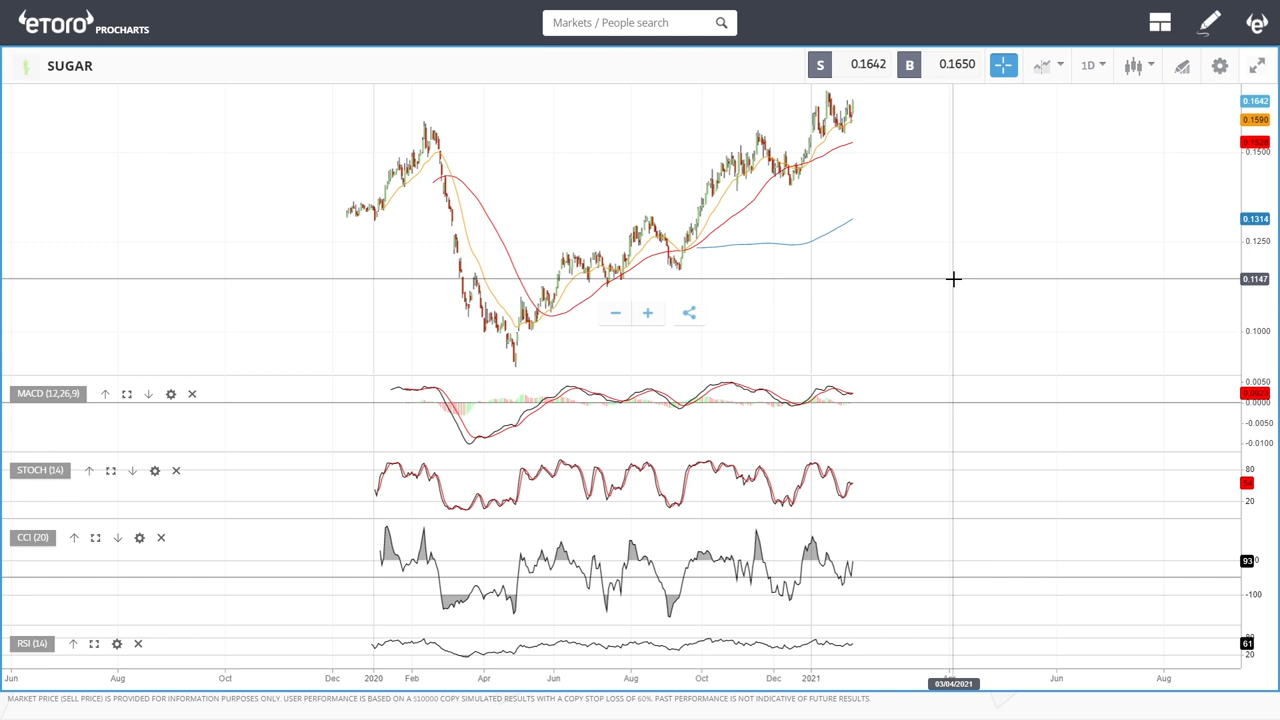 eToro PROCHARTS
Markets / People search
SUGAR
S 0.1642 B 0.1650
1D
0.1642
0.1590
0.1500
0.1314
0.1250
0.1147
0.1000
MACD (12,26,9)
0.0050
0.0000
-0.0050
-0.0100
STOCH (14)
80
54
20
CCI (20)
93
-100
RSI (14)
61
20
Jun Aug Oct Dec 2020 Feb Apr Jun Aug Oct Dec 2021 Jun Aug
03/04/2021
MARKET PRICE (SELL PRICE) IS PROVIDED FOR INFORMATION PURPOSES ONLY. USER PERFORMANCE IS BASED ON A $10000 COPY SIMULATED RESULTS WITH A COPY STOP LOSS OF 60%. PAST PERFORMANCE IS NOT INDICATIVE OF FUTURE RESULTS.